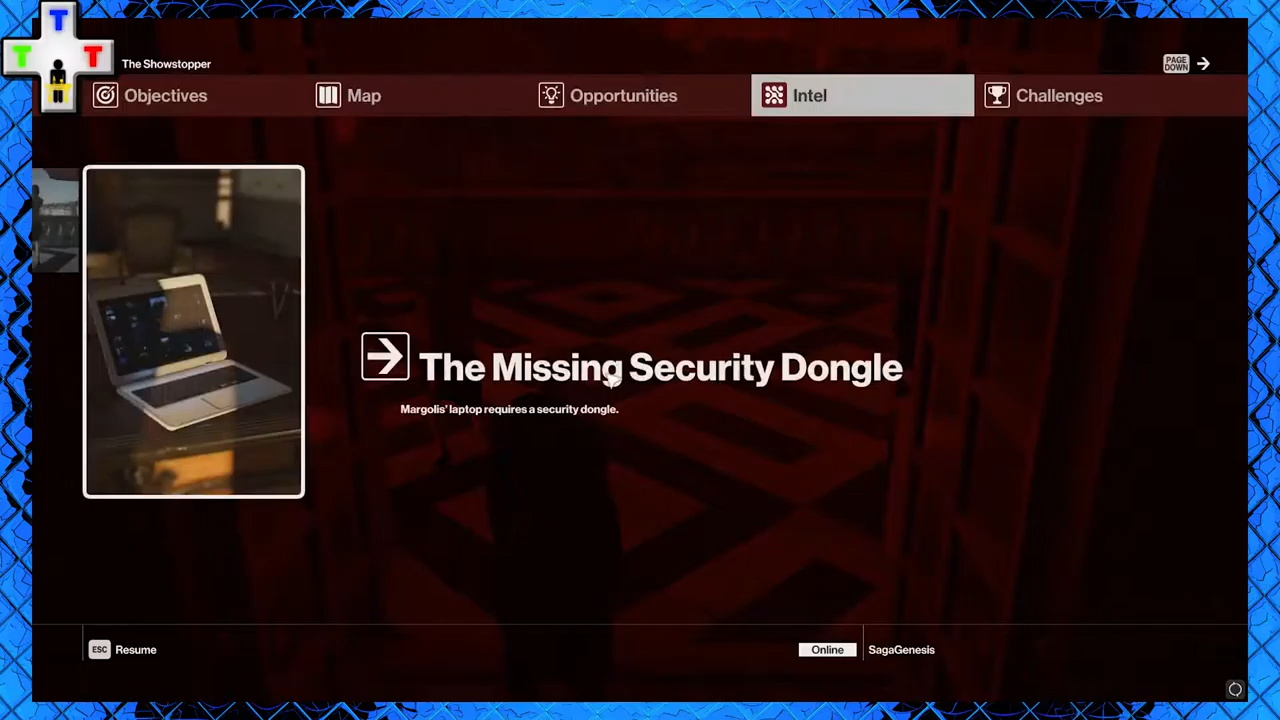 T
T T
The Showstopper
PAGE DOWN
Objectives Map Opportunities Intel Challenges
The Missing Security Dongle
Margolis' laptop requires a security dongle.
ESC Resume
Online SagaGenesis